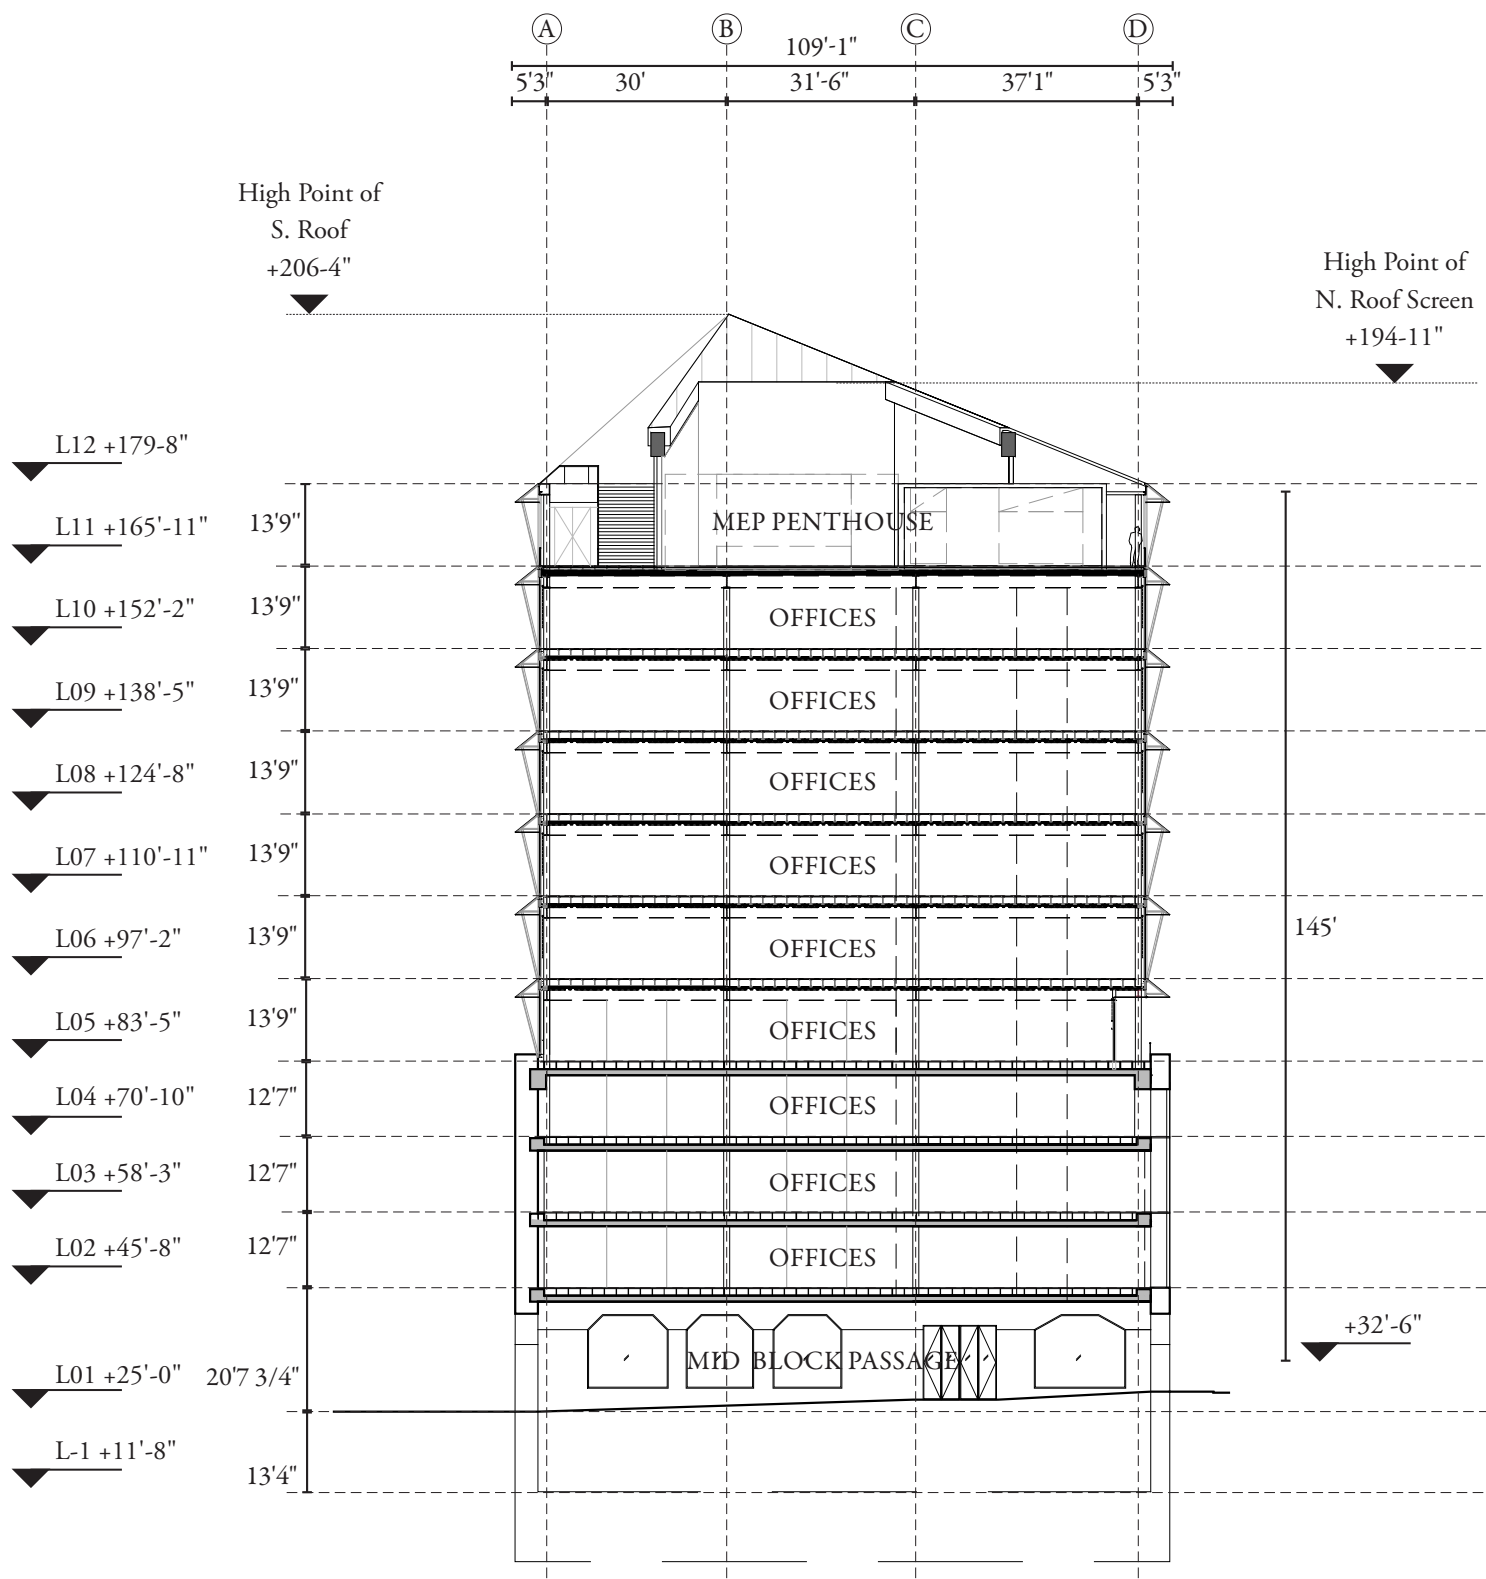 A B C D
109'-1"
5'3" 30' 31'-6" 37'1" 5'3"
High Point of
S. Roof
+206-4"
High Point of
N. Roof Screen
+194-11"
L12 +179-8"
L11 +165'-11" 13'9" MEP PENTHOUSE
L10 +152'-2" 13'9" OFFICES
L09 +138'-5" 13'9" OFFICES
L08 +124'-8" 13'9" OFFICES
L07 +110'-11" 13'9" OFFICES
L06 +97'-2" 13'9" OFFICES
145'
L05 +83'-5" 13'9" OFFICES
L04 +70'-10" 12'7" OFFICES
L03 +58'-3" 12'7" OFFICES
L02 +45'-8" 12'7" OFFICES
+32'-6"
L01 +25'-0" 20'7 3/4" MID BLOCK PASSAGE
L-1 +11'-8" 13'4"